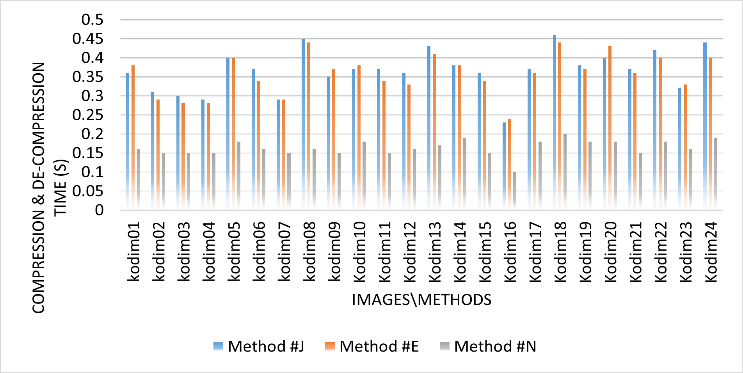 0.5
0.45
0.4
0.35
0.3
0.25
0.2
0.15
0.1
0.05
0
COMPRESSION & DE-COMPRESSION
TIME (S)
kodim01
kodim02
kodim03
kodim04
kodim05
kodim06
kodim07
kodim08
kodim09
Kodim10
Kodim11
Kodim12
Kodim13
Kodim14
Kodim15
Kodim16
Kodim17
Kodim18
Kodim19
Kodim20
Kodim21
Kodim22
Kodim23
Kodim24
IMAGES\METHODS
Method #J Method #E Method #N